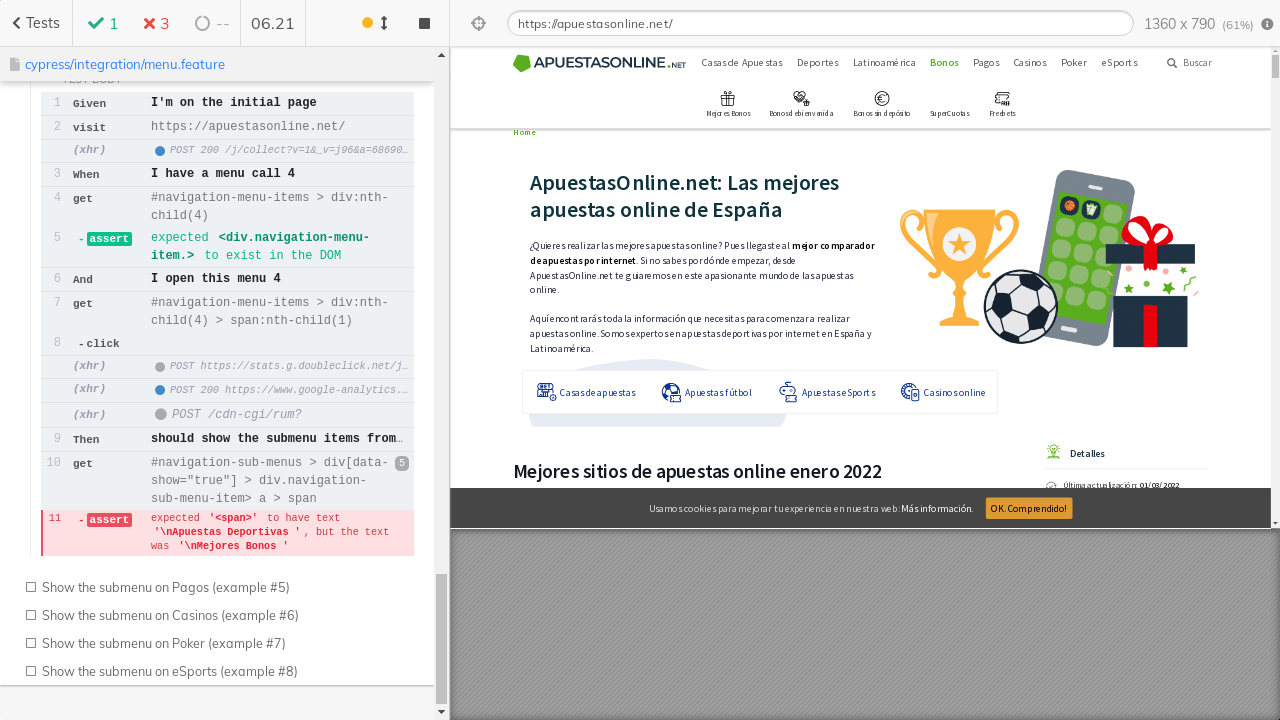 Tests
1
3
--
06.21
https://apuestasonline.net/
1360 x 790 (61%)
cypress/integration/menu.feature
1 Given I'm on the initial page
2 visit https://apuestasonline.net/
(xhr) POST 200 /j/collect?v=1&_v=j96&a=68690…
3 When I have a menu call 4
4 get #navigation-menu-items > div:nth-
child(4)
5 -assert expected <div.navigation-menu-
item.> to exist in the DOM
6 And I open this menu 4
7 get #navigation-menu-items > div:nth-
child(4) > span:nth-child(1)
8 -click
(xhr) POST https://stats.g.doubleclick.net/j…
(xhr) POST 200 https://www.google-analytics.…
(xhr) POST /cdn-cgi/rum?
9 Then should show the submenu items from…
10 get #navigation-sub-menus > div[data-
show="true"] > div.navigation-
sub-menu-item> a > span
5
11 -assert expected '<span>' to have text
'\nApuestas Deportivas ', but the text
was '\nMejores Bonos '
Show the submenu on Pagos (example #5)
Show the submenu on Casinos (example #6)
Show the submenu on Poker (example #7)
Show the submenu on eSports (example #8)
APUESTASONLINE.NET
Casas de Apuestas Deportes Latinoamérica Bonos Pagos Casinos Poker eSports Buscar
Mejores Bonos Bonos de bienvenida Bonos sin depósito SuperCuotas Freebets
Home
ApuestasOnline.net: Las mejores
apuestas online de España
¿Quieres realizar las mejores apuestas online? Pues llegaste al mejor comparador
de apuestas por internet. Si no sabes por dónde empezar, desde
ApuestasOnline.net te guiaremos en este apasionante mundo de las apuestas
online.
Aquí encontrarás toda la información que necesitas para comenzar a realizar
apuestas online. Somos expertos en apuestas deportivas por internet en España y
Latinoamérica.
Casas de apuestas Apuestas fútbol Apuestas eSports Casinos online
Detalles
Mejores sitios de apuestas online enero 2022
Última actualización: 01/03/2022
Usamos cookies para mejorar tu experiencia en nuestra web: Más información. OK. Comprendido!